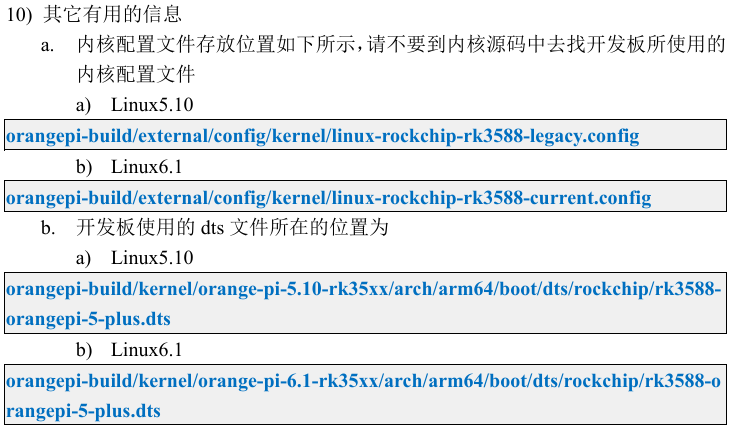 10) 其它有用的信息
a. 内核配置文件存放位置如下所示，请不要到内核源码中去找开发板所使用的
内核配置文件
a) Linux5.10
orangepi-build/external/config/kernel/linux-rockchip-rk3588-legacy.config
b) Linux6.1
orangepi-build/external/config/kernel/linux-rockchip-rk3588-current.config
b. 开发板使用的 dts 文件所在的位置为
a) Linux5.10
orangepi-build/kernel/orange-pi-5.10-rk35xx/arch/arm64/boot/dts/rockchip/rk3588-
orangepi-5-plus.dts
b) Linux6.1
orangepi-build/kernel/orange-pi-6.1-rk35xx/arch/arm64/boot/dts/rockchip/rk3588-o
rangepi-5-plus.dts